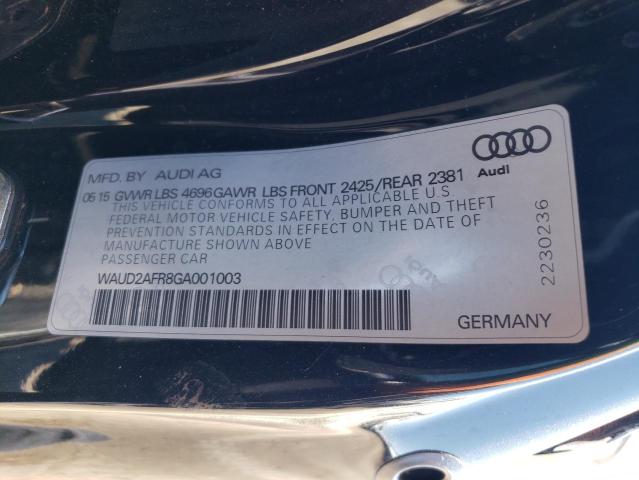 MFD. BY AUDI AG
05 15 GVWR LBS 4696 GAWR LBS FRONT 2425/REAR 2381
THIS VEHICLE CONFORMS TO ALL APPLICABLE U.S.
FEDERAL MOTOR VEHICLE SAFETY, BUMPER AND THEFT
PREVENTION STANDARDS IN EFFECT ON THE DATE OF
MANUFACTURE SHOWN ABOVE
PASSENGER CAR
WAUD2AFR8GA001003
Audi
2230236
GERMANY